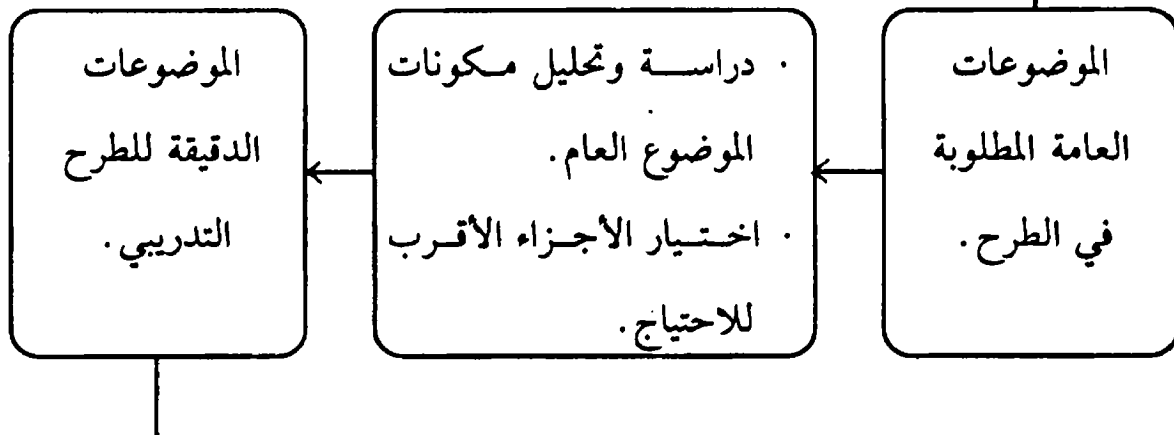 الموضوعات
العامة المطلوبة
في الطرح.
· دراسة وتحليل مكونات
الموضوع العام.
· اختيار الأجزاء الأقرب
للاحتياج.
الموضوعات
الدقيقة للطرح
التدريبي.